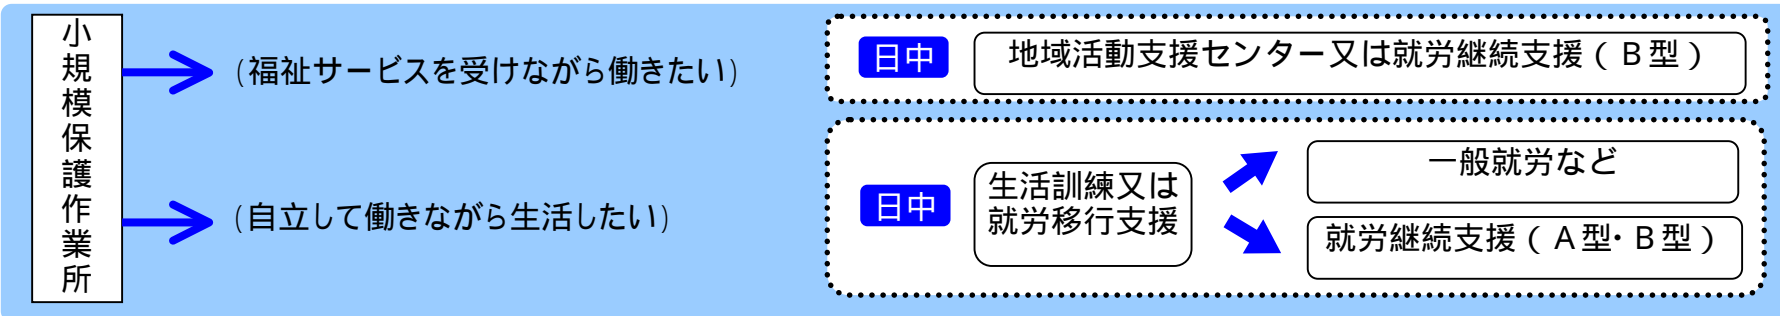 小規模保護作業所
(福祉サービスを受けながら働きたい)
日中
地域活動支援センター又は就労継続支援(B型)
(自立して働きながら生活したい)
日中
生活訓練又は
就労移行支援
一般就労など
就労継続支援(A型・B型)